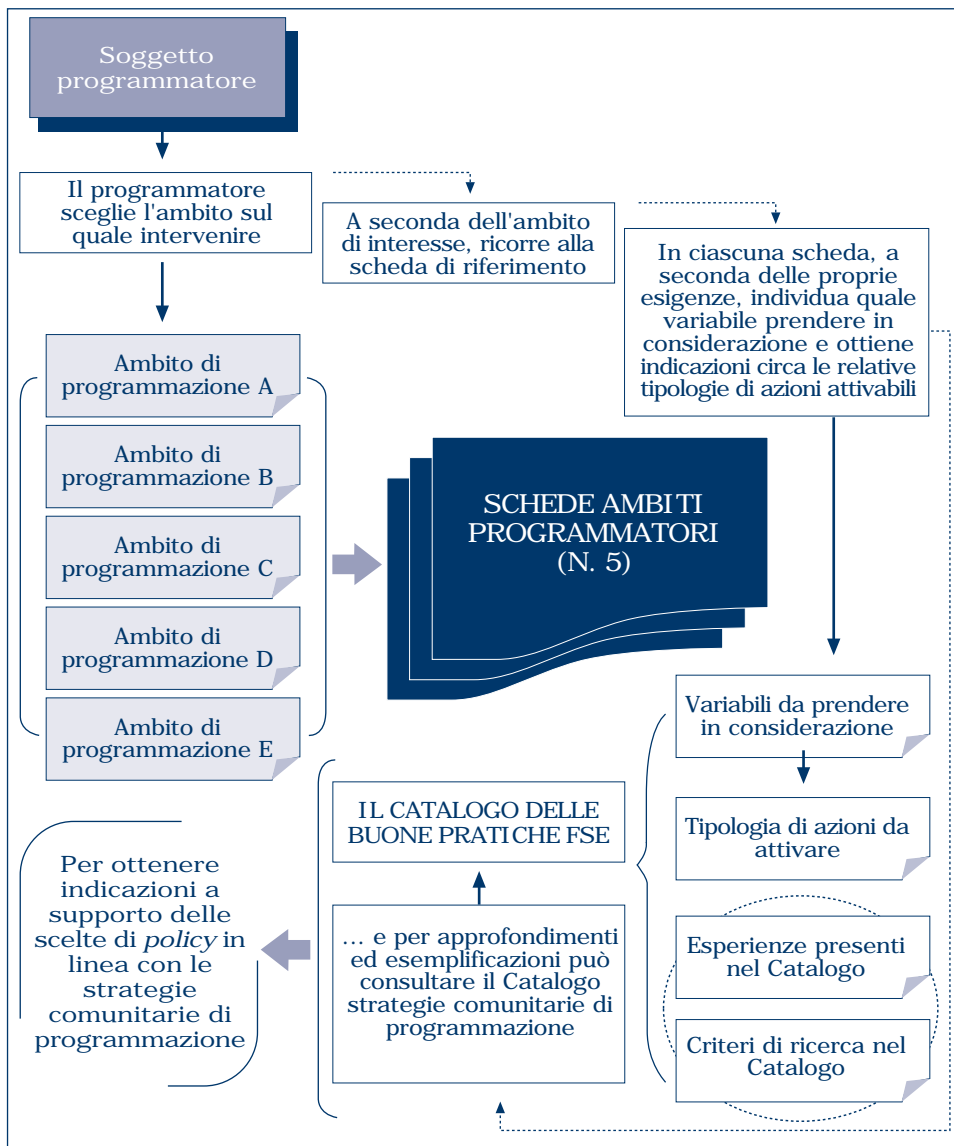 Soggetto
programmatore
Il programmatore
sceglie l'ambito sul
quale intervenire
A seconda dell'ambito
di interesse, ricorre alla
scheda di riferimento
In ciascuna scheda, a
seconda delle proprie
esigenze, individua quale
variabile prendere in
considerazione e ottiene
indicazioni circa le relative
tipologie di azioni attivabili
Ambito di
programmazione A
Ambito di
programmazione B
Ambito di
programmazione C
Ambito di
programmazione D
Ambito di
programmazione E
SCHEDE AMBITI
PROGRAMMATORI
(N. 5)
Variabili da prendere
in considerazione
Tipologia di azioni da
attivare
Esperienze presenti
nel Catalogo
Criteri di ricerca nel
Catalogo
IL CATALOGO DELLE
BUONE PRATICHE FSE
... e per approfondimenti
ed esemplificazioni può
consultare il Catalogo
strategie comunitarie di
programmazione
Per ottenere
indicazioni a
supporto delle
scelte di policy in
linea con le
strategie
comunitarie di
programmazione